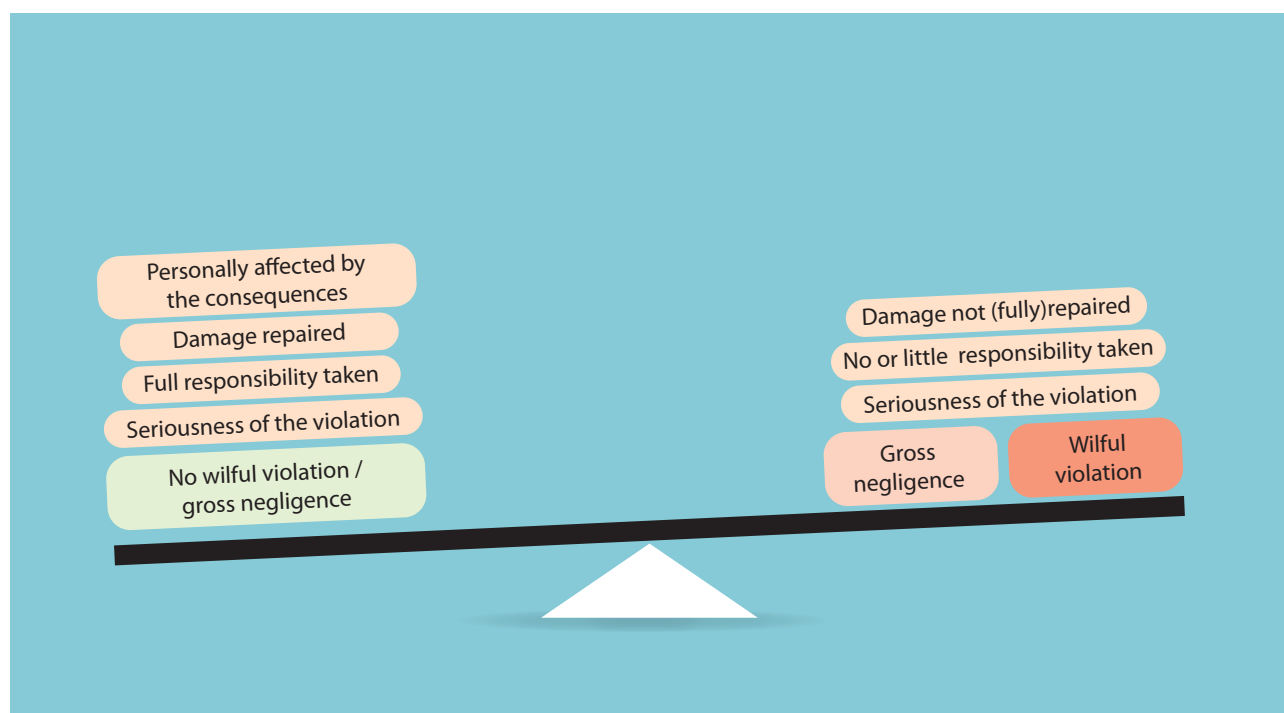 Personally affected by
the consequences
Damage repaired
Full responsibility taken
Seriousness of the violation
No wilful violation /
gross negligence
Damage not (fully)repaired
No or little responsibility taken
Seriousness of the violation
Gross
negligence
Wilful
violation